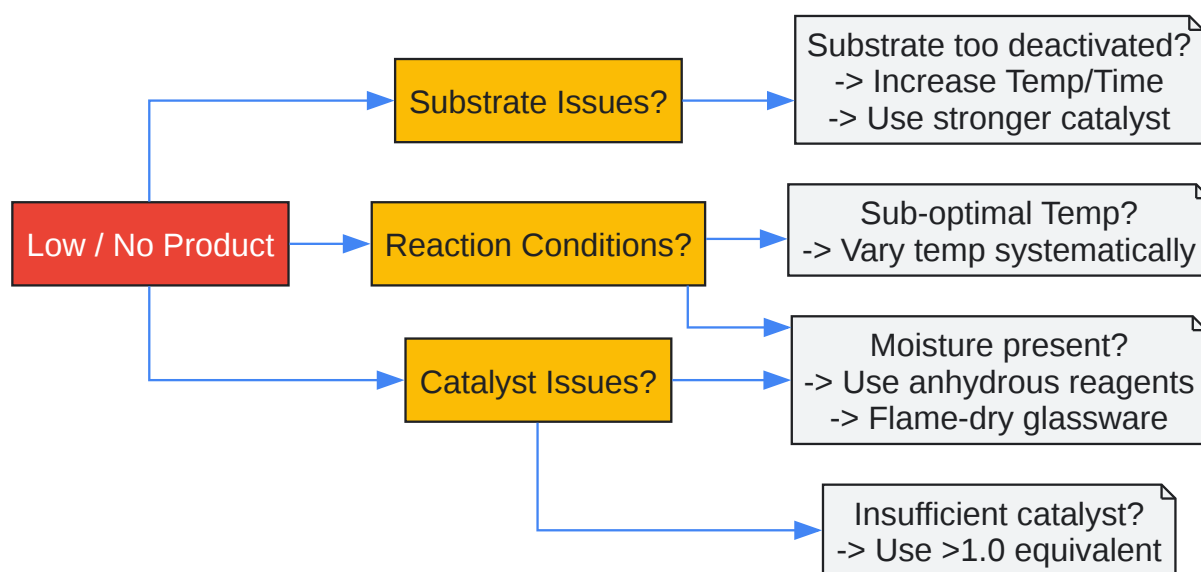 Substrate too deactivated?
-> Increase Temp/Time
-> Use stronger catalyst
Substrate Issues?
Low / No Product
Reaction Conditions?
Sub-optimal Temp?
-> Vary temp systematically
Moisture present?
-> Use anhydrous reagents
-> Flame-dry glassware
Catalyst Issues?
Insufficient catalyst?
-> Use >1.0 equivalent